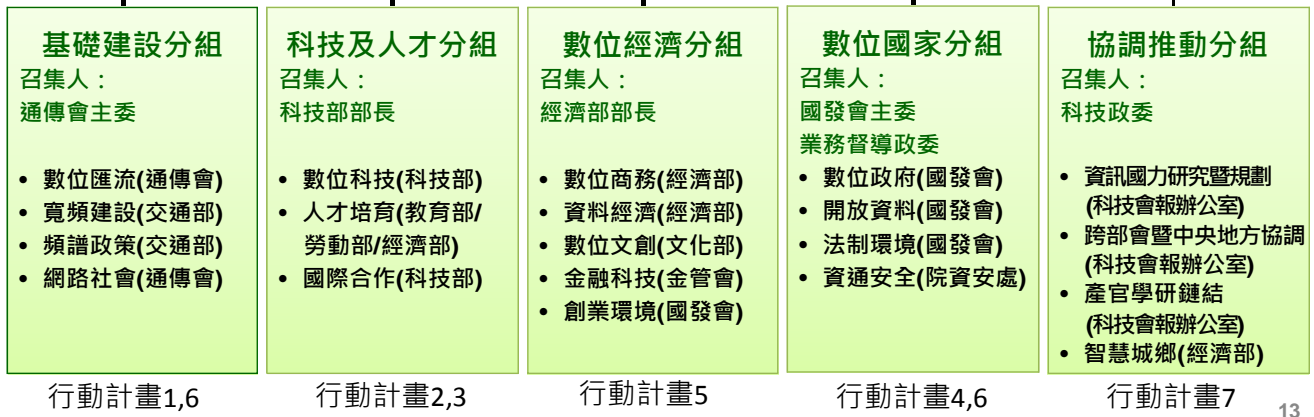 基礎建設分組
召集人：
通傳會主委
• 數位匯流(通傳會)
• 寬頻建設(交通部)
• 頻譜政策(交通部)
• 網路社會(通傳會)
行動計畫1,6
科技及人才分組
召集人：
科技部部長
• 數位科技(科技部)
• 人才培育(教育部/
勞動部/經濟部)
• 國際合作(科技部)
行動計畫2,3
數位經濟分組
召集人：
經濟部部長
• 數位商務(經濟部)
• 資料經濟(經濟部)
• 數位文創(文化部)
• 金融科技(金管會)
• 創業環境(國發會)
行動計畫5
數位國家分組
召集人：
國發會主委
業務督導政委
• 數位政府(國發會)
• 開放資料(國發會)
• 法制環境(國發會)
• 資通安全(院資安處)
行動計畫4,6
協調推動分組
召集人：
科技政委
• 資訊國力研究暨規劃
(科技會報辦公室)
• 跨部會暨中央地方協調
(科技會報辦公室)
• 產官學研鏈結
(科技會報辦公室)
• 智慧城鄉(經濟部)
行動計畫7
13